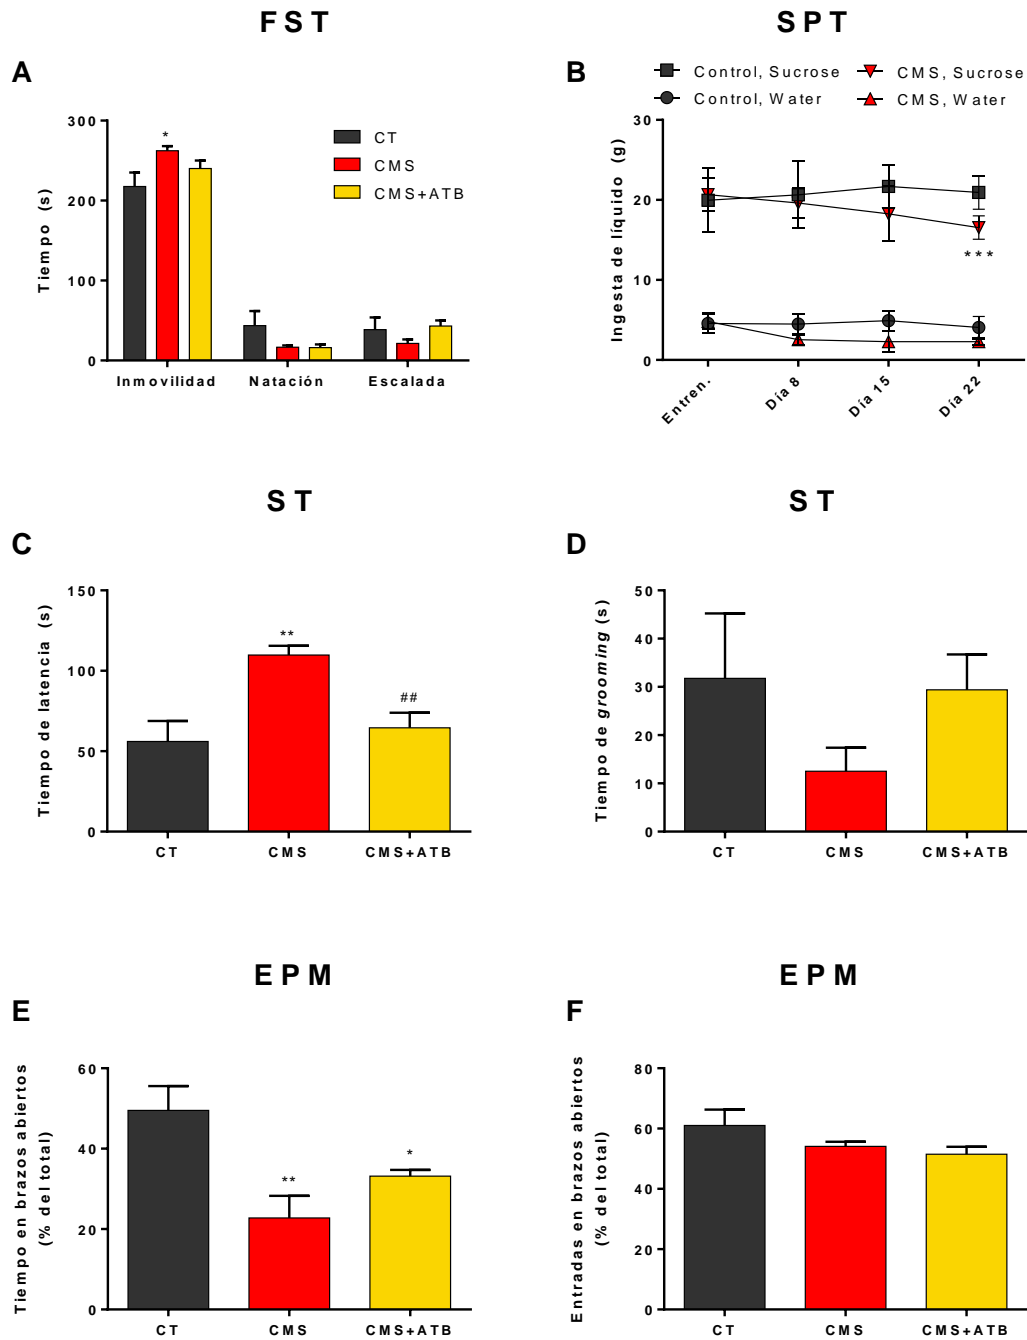 FST
SPT
A
B
Control, Sucrose
CMS, Sucrose
Control, Water
CMS, Water
CT
CMS
CMS+ATB
Tiempo (s)
300
200
100
0
*
Inmovilidad
Natación
Escalada
Ingesta de líquido (g)
30
20
10
0
***
Entren.
Día 8
Día 15
Día 22
ST
ST
C
D
Tiempo de latencia (s)
150
100
50
0
**
##
CT
CMS
CMS+ATB
Tiempo de grooming (s)
50
40
30
20
10
0
CT
CMS
CMS+ATB
EPM
EPM
E
F
Tiempo en brazos abiertos
(% del total)
60
40
20
0
**
*
CT
CMS
CMS+ATB
Entradas en brazos abiertos
(% del total)
80
60
40
20
0
CT
CMS
CMS+ATB